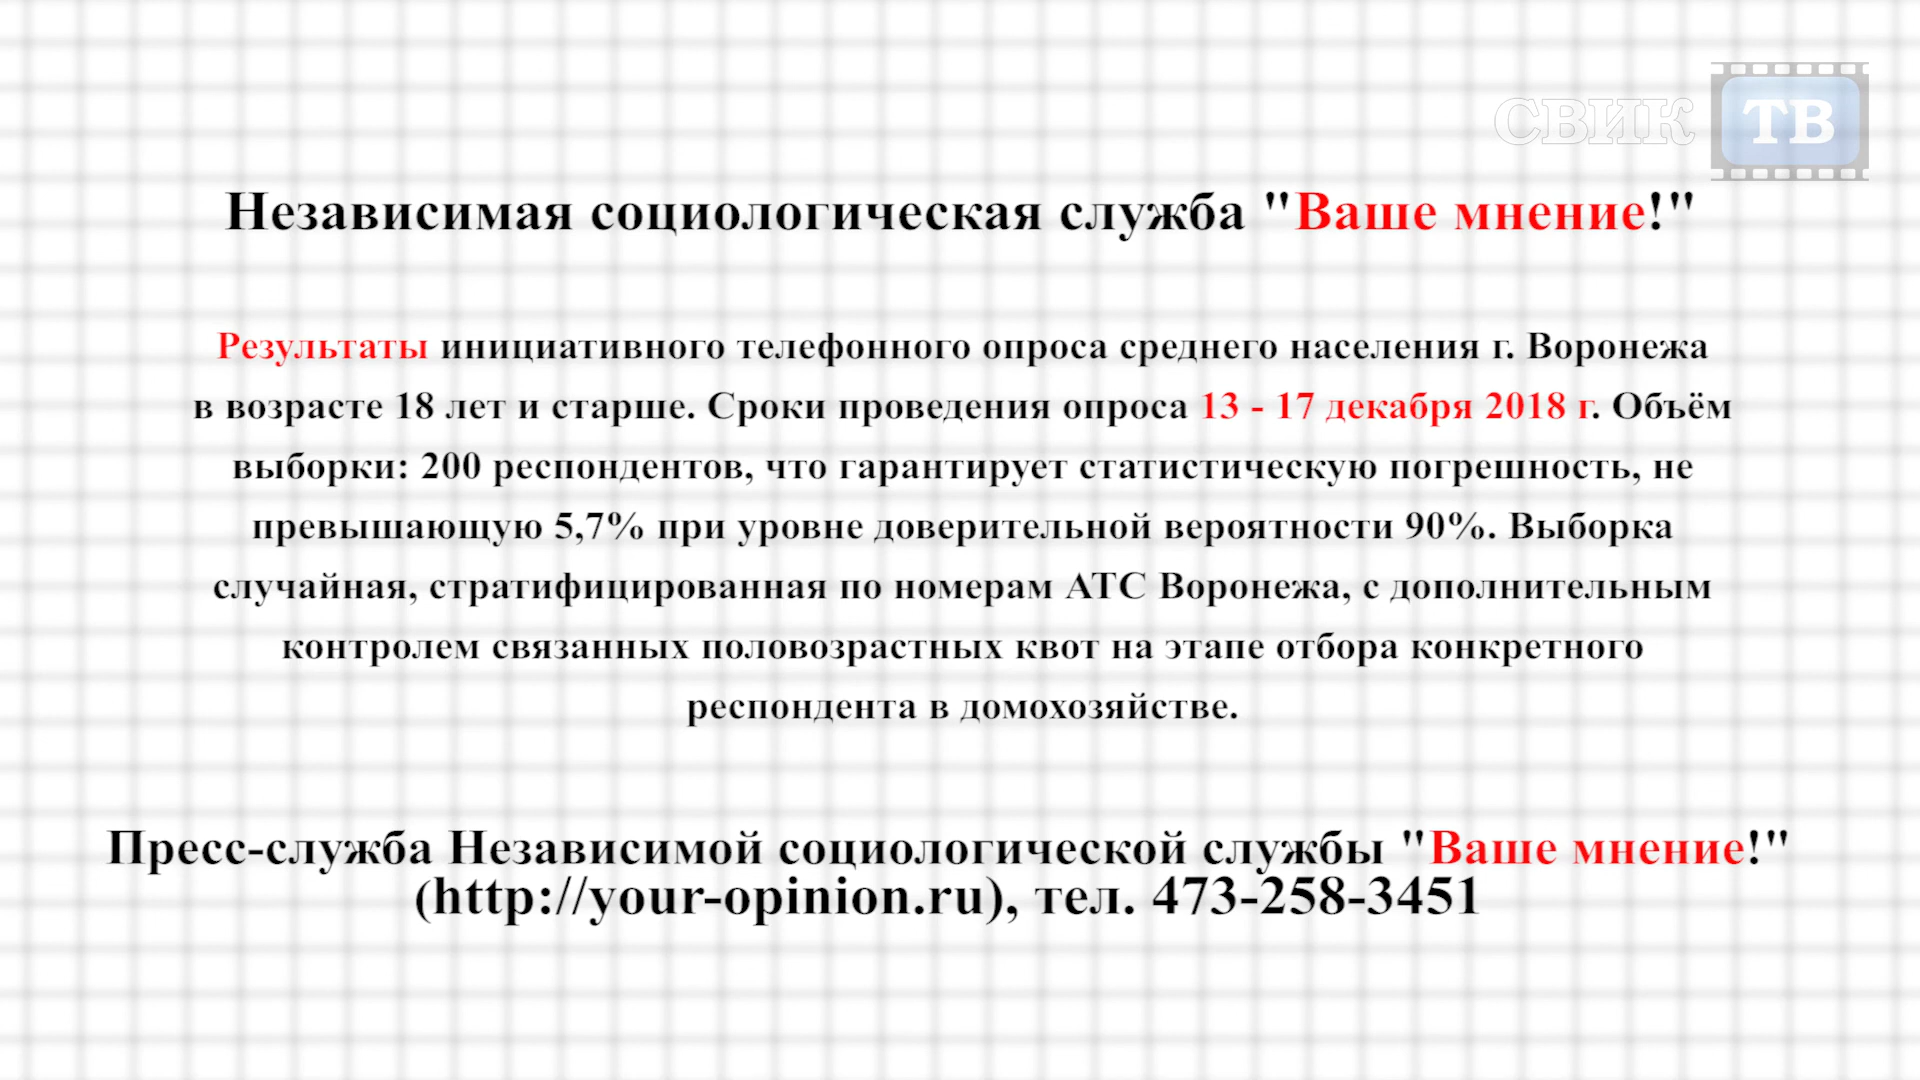 СВИК ТВ
Независимая социологическая служба "Ваше мнение!"
Результаты инициативного телефонного опроса среднего населения г. Воронежа
в возрасте 18 лет и старше. Сроки проведения опроса 13 - 17 декабря 2018 г. Объём
выборки: 200 респондентов, что гарантирует статистическую погрешность, не
превышающую 5,7% при уровне доверительной вероятности 90%. Выборка
случайная, стратифицированная по номерам АТС Воронежа, с дополнительным
контролем связанных половозрастных квот на этапе отбора конкретного
респондента в домохозяйстве.
Пресс-служба Независимой социологической службы "Ваше мнение!"
(http://your-opinion.ru), тел. 473-258-3451